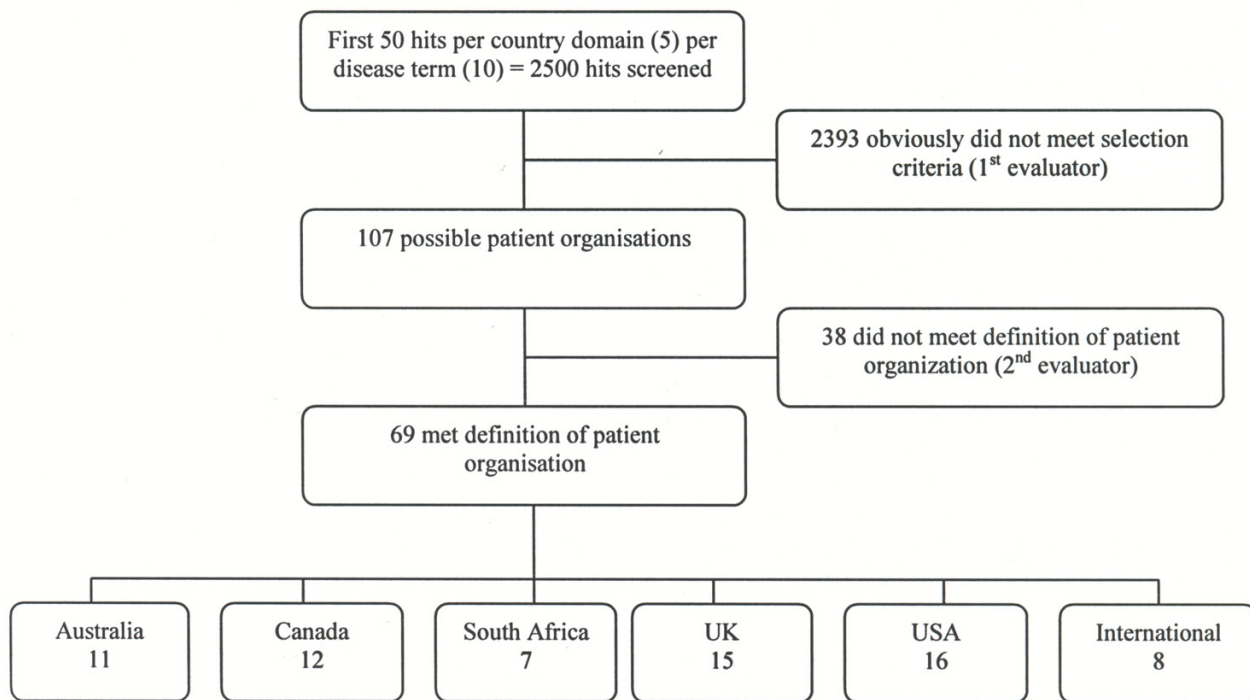 First 50 hits per country domain (5) per
disease term (10) = 2500 hits screened
2393 obviously did not meet selection
criteria (1st evaluator)
107 possible patient organisations
38 did not meet definition of patient
organization (2nd evaluator)
69 met definition of patient
organisation
Australia
11
Canada
12
South Africa
7
UK
15
USA
16
International
8